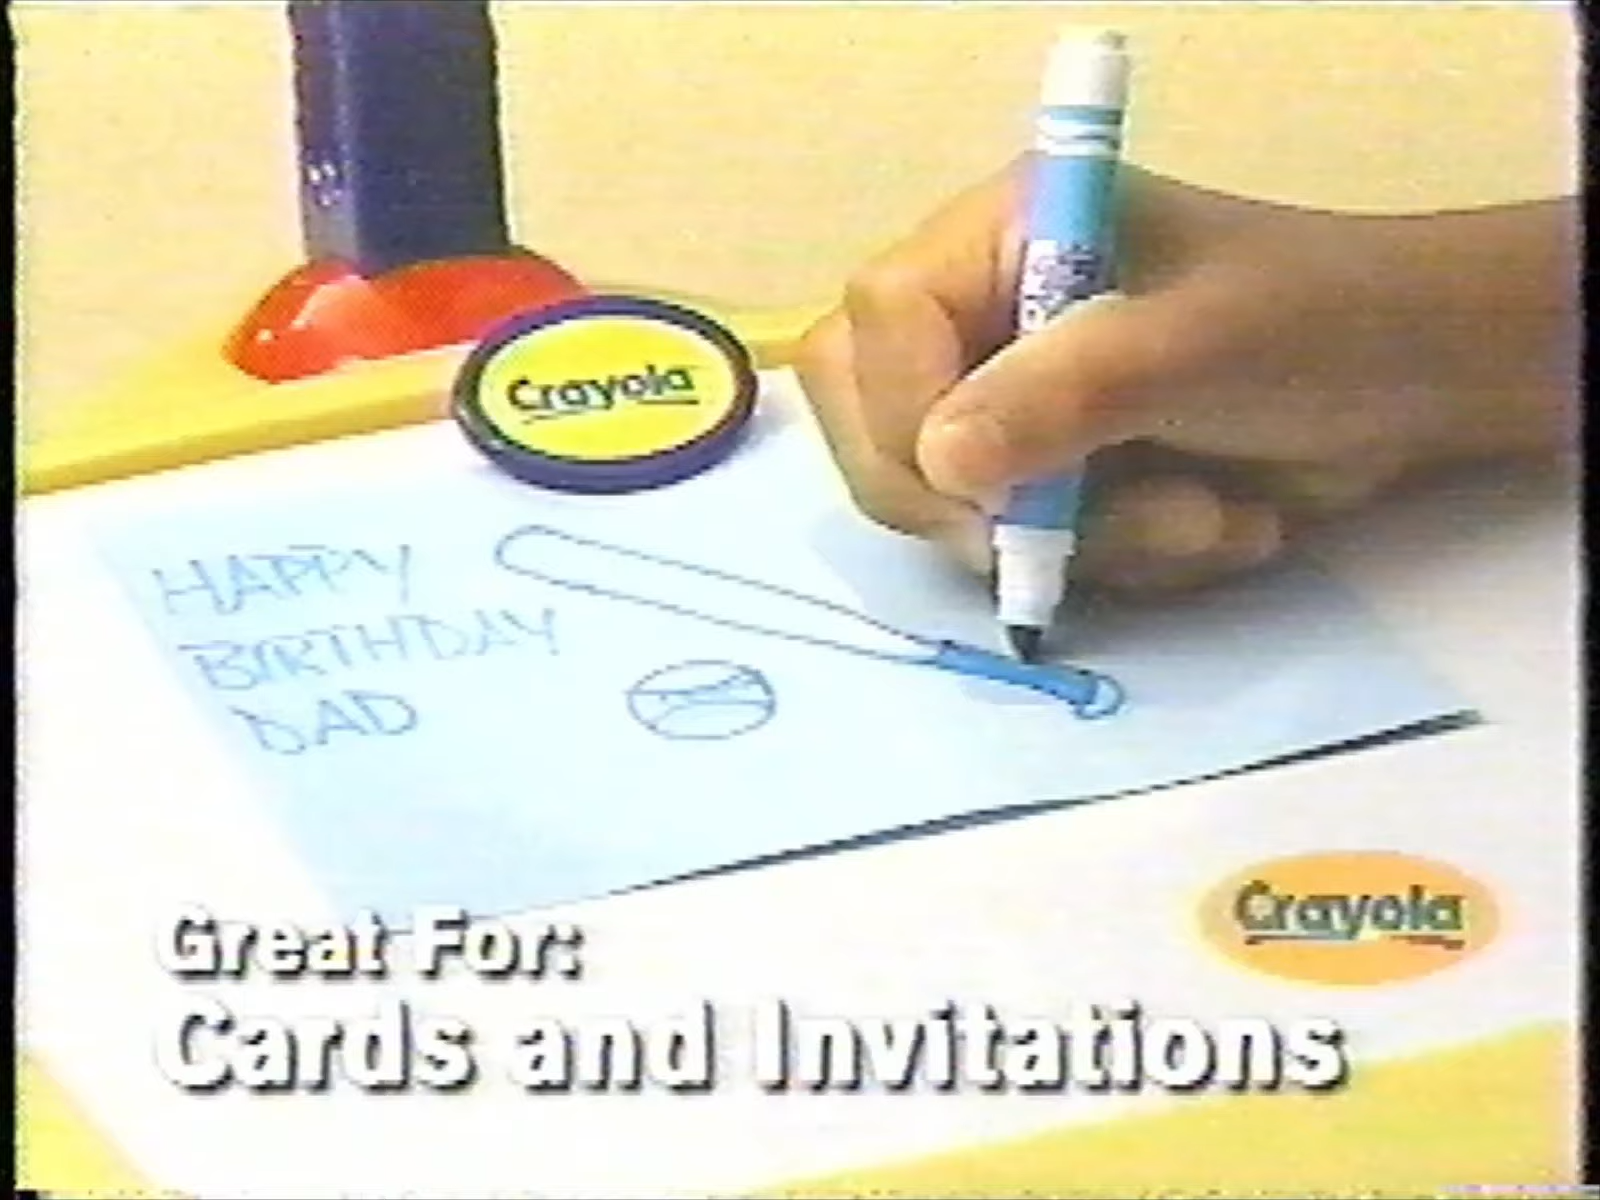 Crayola
HAPPY
BIRTHDAY
DAD
Crayola
Great For:
Cards and Invitations